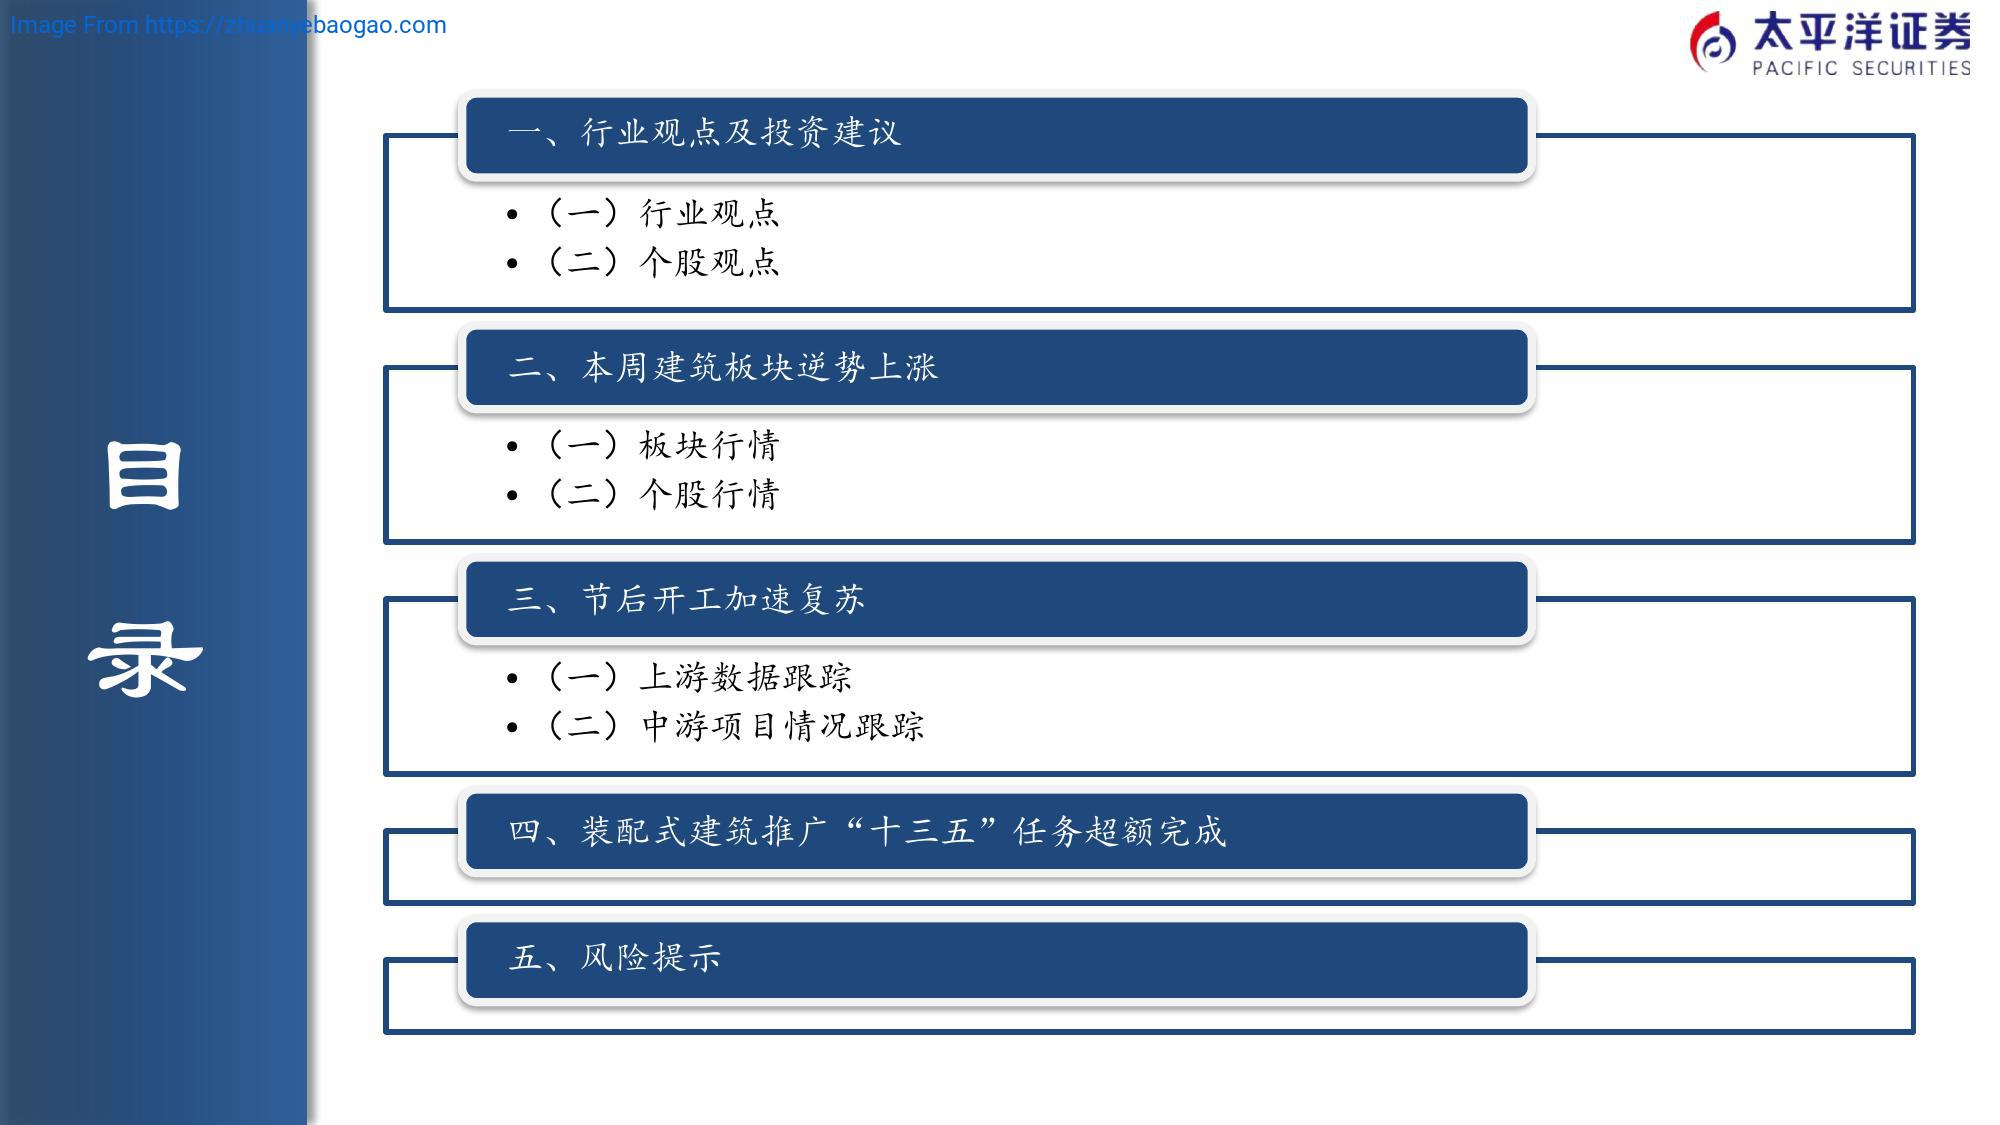 Image From https://zhuanyebaogao.com
太平洋证券
PACIFIC SECURITIES
目
录
一、行业观点及投资建议
• （一）行业观点
• （二）个股观点
二、本周建筑板块逆势上涨
• （一）板块行情
• （二）个股行情
三、节后开工加速复苏
• （一）上游数据跟踪
• （二）中游项目情况跟踪
四、装配式建筑推广“十三五”任务超额完成
五、风险提示